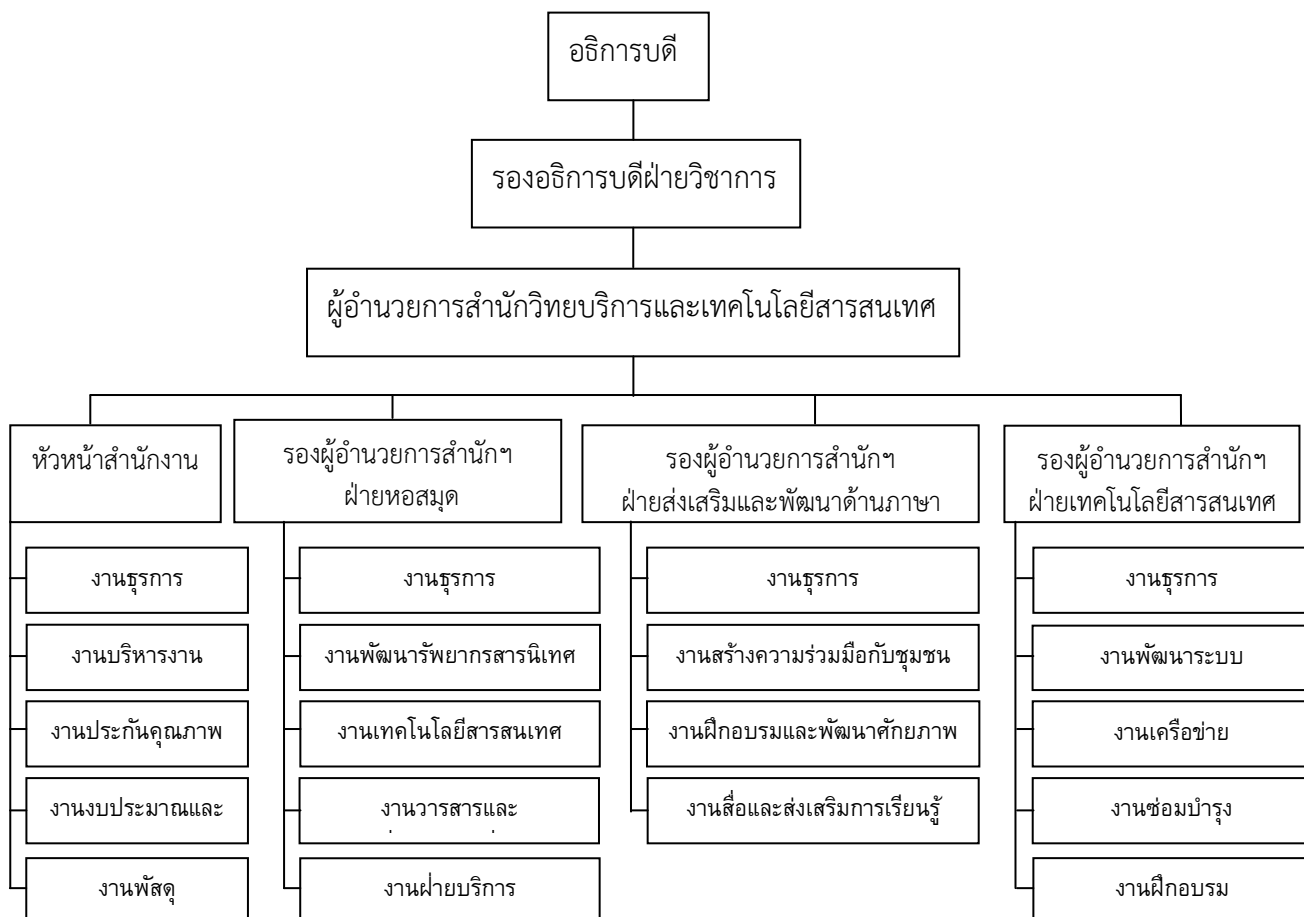 อธิการบดี
รองอธิการบดีฝ่ายวิชาการ
ผู้อำนวยการสำนักวิทยบริการและเทคโนโลยีสารสนเทศ
หัวหน้าสำนักงาน
งานธุรการ
งานบริหารงาน
งานประกันคุณภาพ
งานงบประมาณและ
งานพัสดุ
รองผู้อำนวยการสำนักฯ
ฝ่ายหอสมุด
งานธุรการ
งานพัฒนารัพยากรสารนิเทศ
งานเทคโนโลยีสารสนเทศ
งานวารสารและ
งานฝ่ายบริการ
รองผู้อำนวยการสำนักฯ
ฝ่ายส่งเสริมและพัฒนาด้านภาษา
งานธุรการ
งานสร้างความร่วมมือกับชุมชน
งานฝึกอบรมและพัฒนาศักยภาพ
งานสื่อและส่งเสริมการเรียนรู้
รองผู้อำนวยการสำนักฯ
ฝ่ายเทคโนโลยีสารสนเทศ
งานธุรการ
งานพัฒนาระบบ
งานเครือข่าย
งานซ่อมบำรุง
งานฝึกอบรม